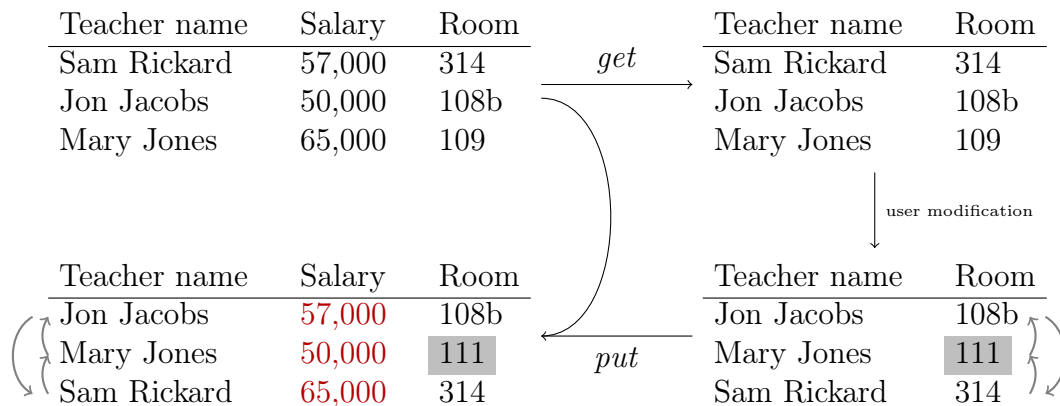 Teacher name Salary Room
Sam Rickard 57,000 314
Jon Jacobs 50,000 108b
Mary Jones 65,000 109
get
Teacher name Room
Sam Rickard 314
Jon Jacobs 108b
Mary Jones 109
user modification
Teacher name Salary Room
Jon Jacobs 57,000 108b
Mary Jones 50,000 111
Sam Rickard 65,000 314
put
Teacher name Room
Jon Jacobs 108b
Mary Jones 111
Sam Rickard 314